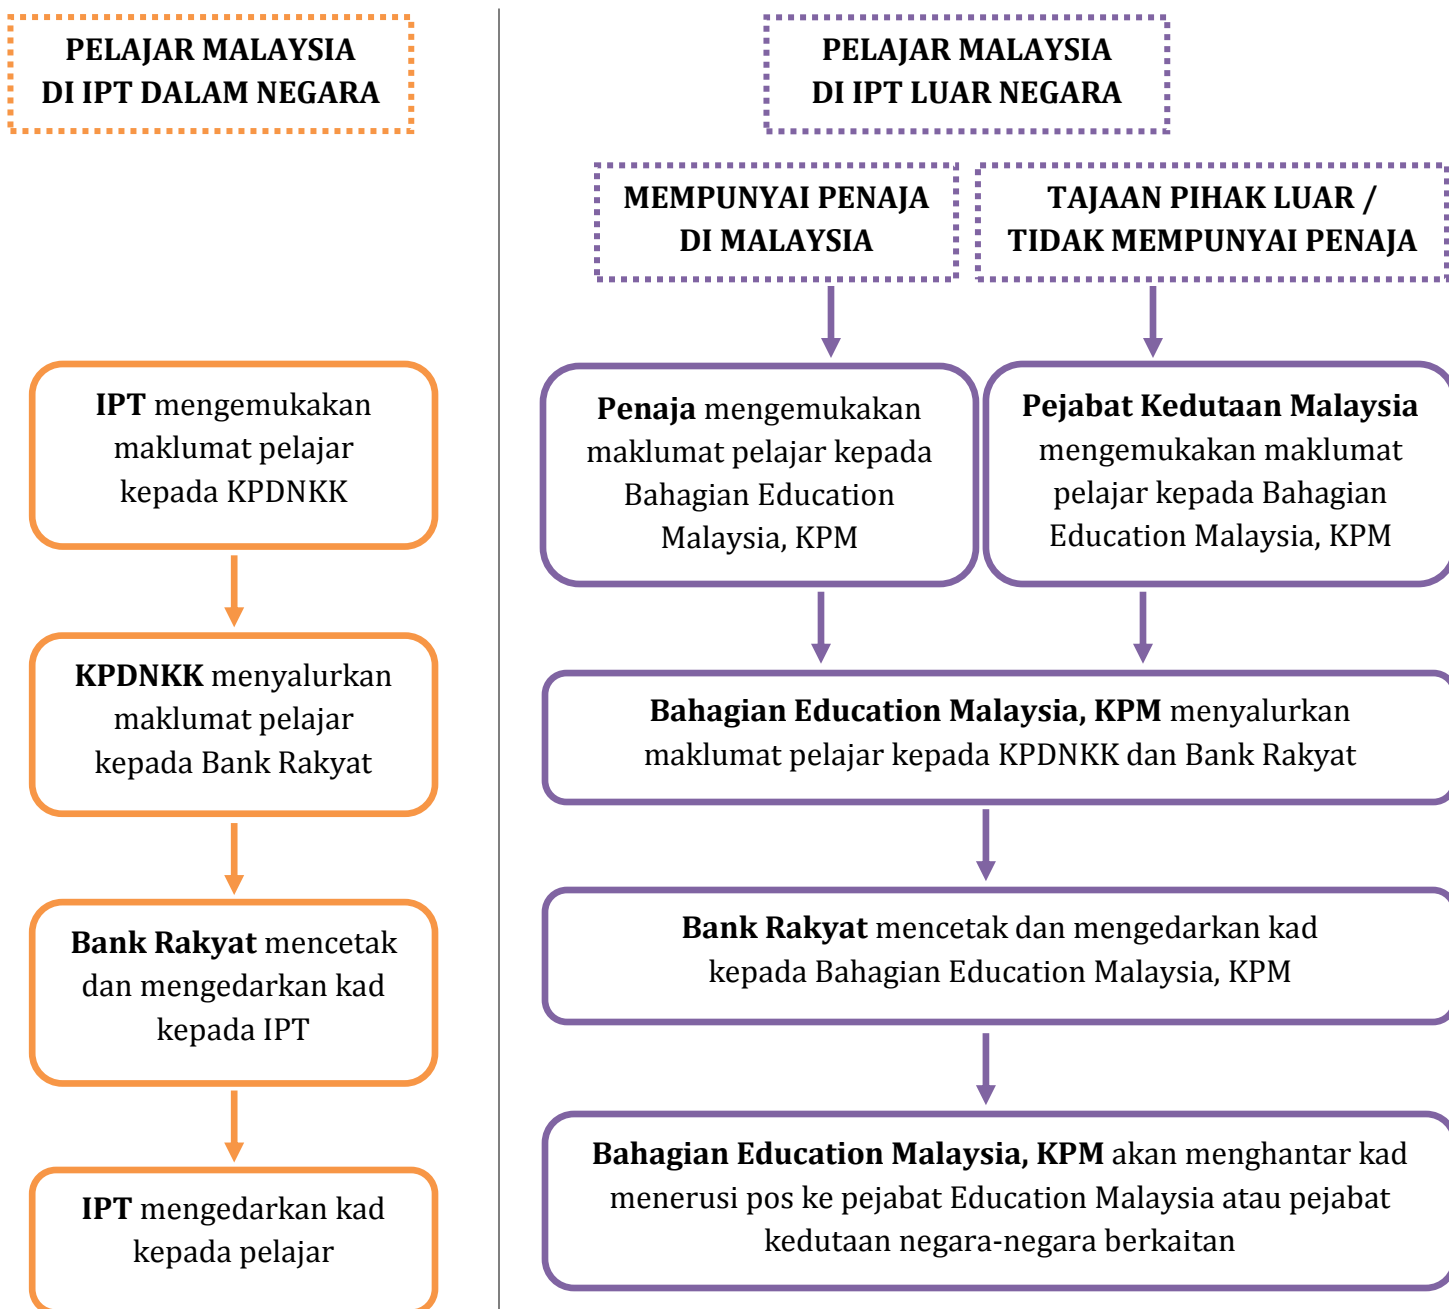 PELAJAR MALAYSIA
DI IPT DALAM NEGARA
IPT mengemukakan
maklumat pelajar
kepada KPDNKK
KPDNKK menyalurkan
maklumat pelajar
kepada Bank Rakyat
Bank Rakyat mencetak
dan mengedarkan kad
kepada IPT
IPT mengedarkan kad
kepada pelajar
PELAJAR MALAYSIA
DI IPT LUAR NEGARA
MEMPUNYAI PENAJA
DI MALAYSIA
TAJAAN PIHAK LUAR /
TIDAK MEMPUNYAI PENAJA
Penaja mengemukakan
maklumat pelajar kepada
Bahagian Education
Malaysia, KPM
Pejabat Kedutaan Malaysia
mengemukakan maklumat
pelajar kepada Bahagian
Education Malaysia, KPM
Bahagian Education Malaysia, KPM menyalurkan
maklumat pelajar kepada KPDNKK dan Bank Rakyat
Bank Rakyat mencetak dan mengedarkan kad
kepada Bahagian Education Malaysia, KPM
Bahagian Education Malaysia, KPM akan menghantar kad
menerusi pos ke pejabat Education Malaysia atau pejabat
kedutaan negara-negara berkaitan